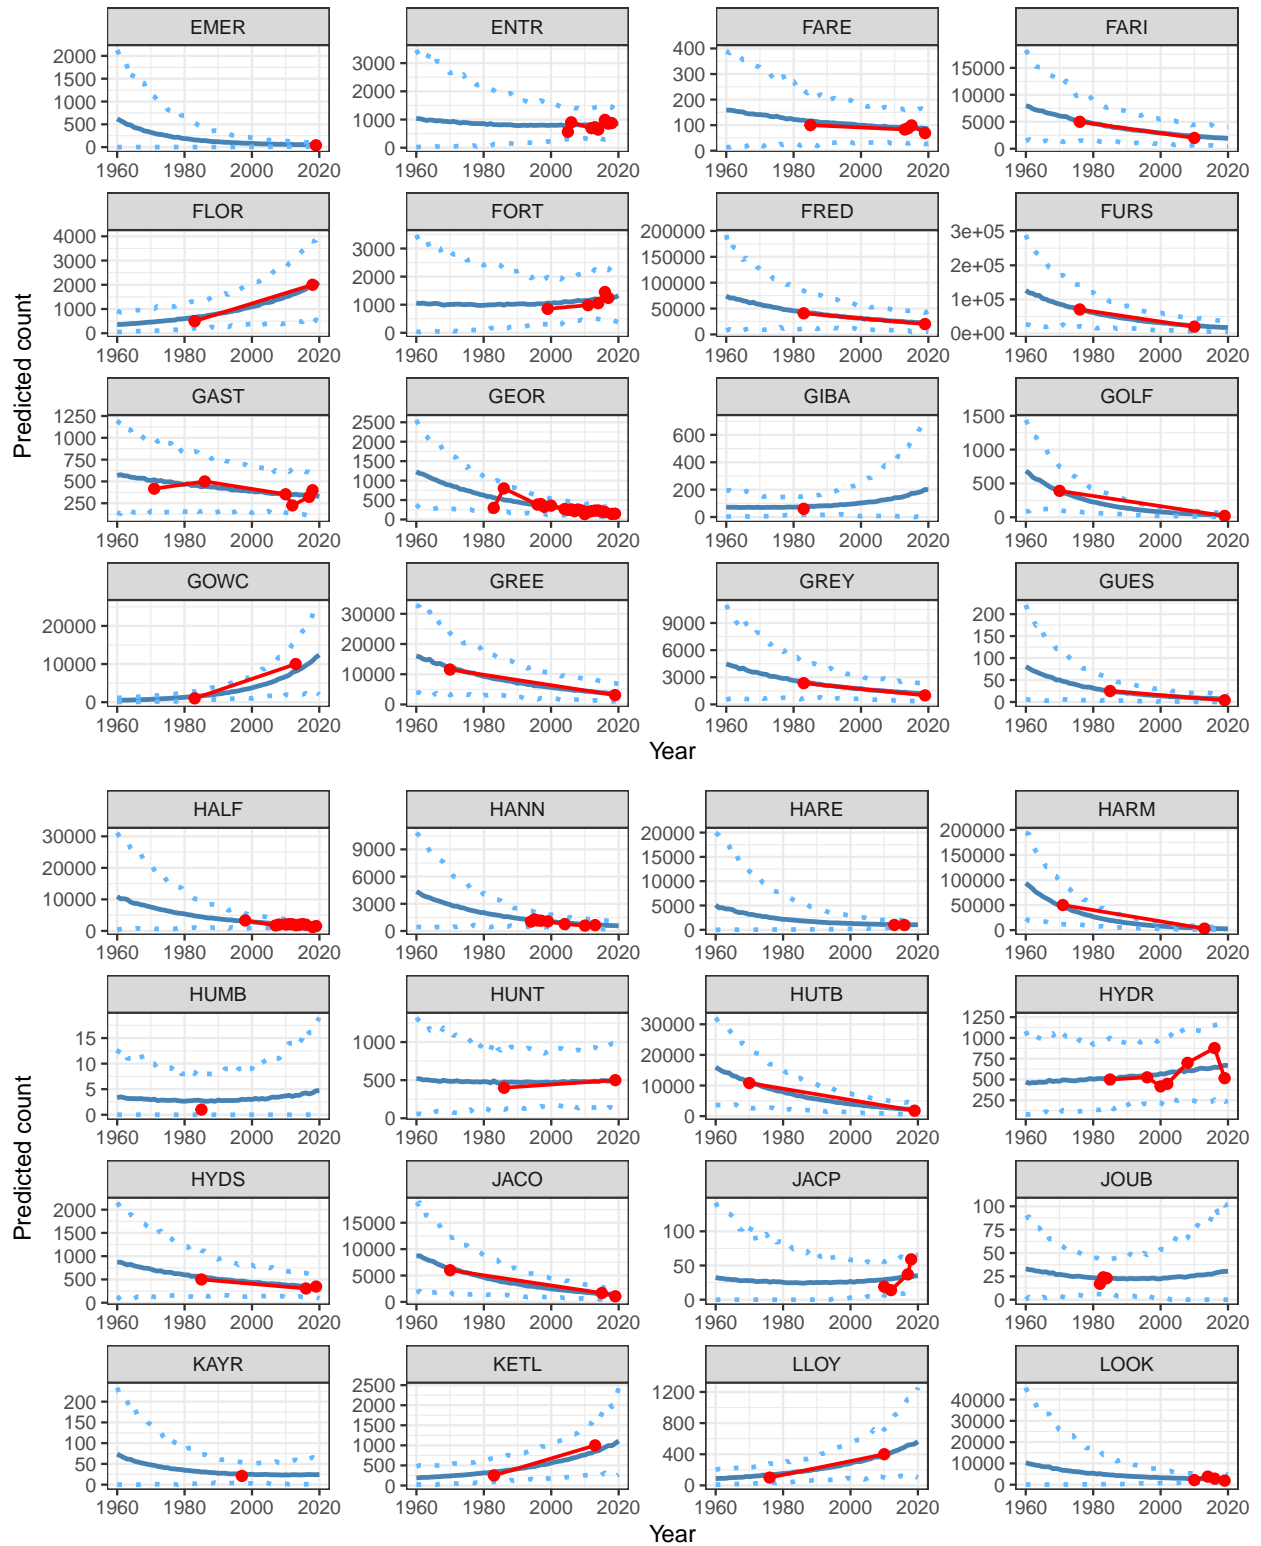 EMER ENTR FARE FARI
2000 1500 1000 500 0
3000 2000 1000 0
400 300 200 100 0
15000 10000 5000 0
1960 1980 2000 2020 1960 1980 2000 2020 1960 1980 2000 2020 1960 1980 2000 2020
FLOR FORT FRED FURS
4000 3000 2000 1000 0
3000 2000 1000 0
200000 150000 100000 50000 0
3e+05 2e+05 1e+05 0e+00
1960 1980 2000 2020 1960 1980 2000 2020 1960 1980 2000 2020 1960 1980 2000 2020
Predicted count
GAST GEOR GIBA GOLF
1250 1000 750 500 250
2500 2000 1500 1000 500 0
600 400 200 0
1500 1000 500 0
1960 1980 2000 2020 1960 1980 2000 2020 1960 1980 2000 2020 1960 1980 2000 2020
GOWC GREE GREY GUES
20000 10000 0
30000 20000 10000 0
9000 6000 3000 0
200 150 100 50 0
1960 1980 2000 2020 1960 1980 2000 2020 1960 1980 2000 2020 1960 1980 2000 2020
Year
HALF HANN HARE HARM
30000 20000 10000 0
9000 6000 3000 0
20000 15000 10000 5000 0
200000 150000 100000 50000 0
1960 1980 2000 2020 1960 1980 2000 2020 1960 1980 2000 2020 1960 1980 2000 2020
HUMB HUNT HUTB HYDR
15 10 5 0
1000 500 0
30000 20000 10000 0
1250 1000 750 500 250
1960 1980 2000 2020 1960 1980 2000 2020 1960 1980 2000 2020 1960 1980 2000 2020
Predicted count
HYDS JACO JACP JOUB
2000 1500 1000 500 0
15000 10000 5000 0
100 50 0
100 75 50 25 0
1960 1980 2000 2020 1960 1980 2000 2020 1960 1980 2000 2020 1960 1980 2000 2020
KAYR KETL LLOY LOOK
200 150 100 50 0
2500 2000 1500 1000 500 0
1200 800 400 0
40000 30000 20000 10000 0
1960 1980 2000 2020 1960 1980 2000 2020 1960 1980 2000 2020 1960 1980 2000 2020
Year